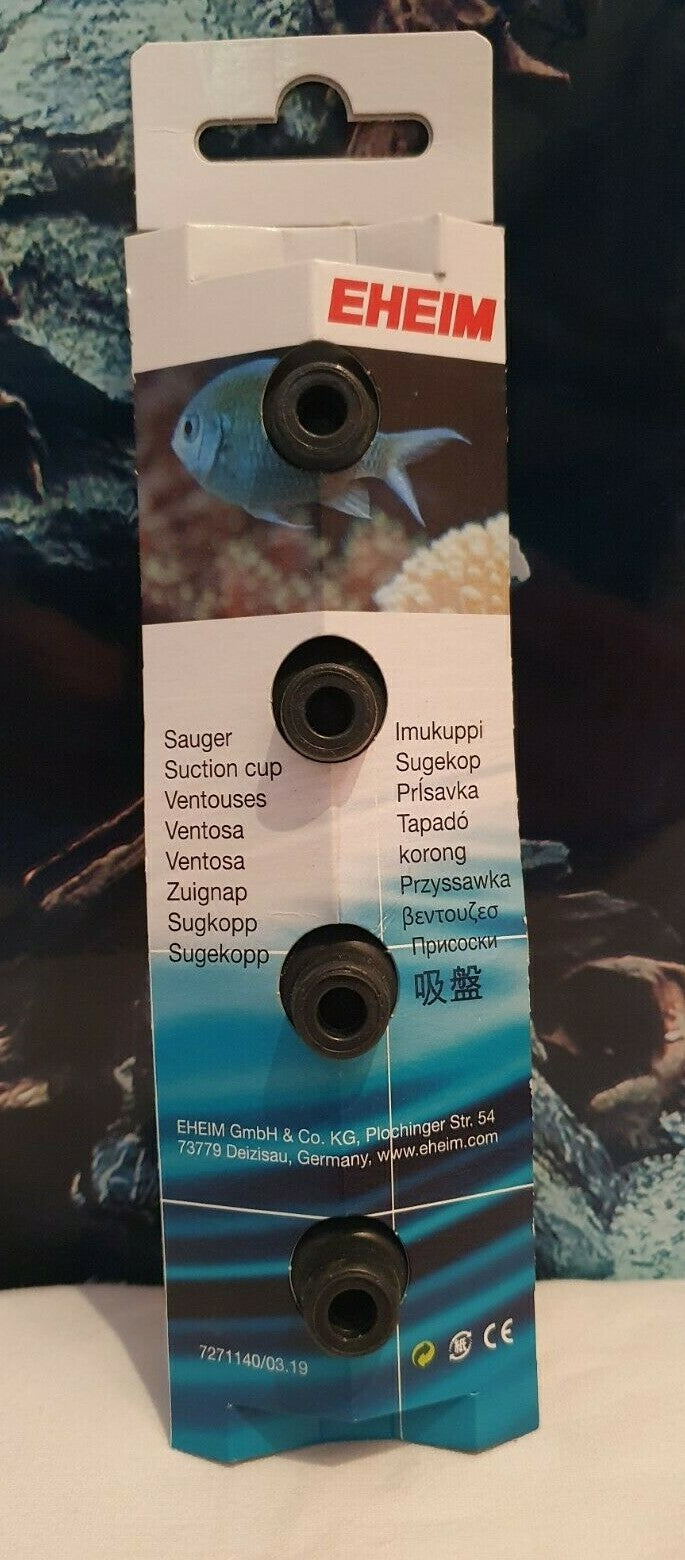 EHEIM
Sauger
Suction cup
Ventouses
Ventosa
Ventosa
Zuignap
Sugkopp
Sugekopp
Imukuppi
Sugekop
PrÍsavka
Tapadó
korong
Przyssawka
βεντουζεσ
Присоски
吸盤
EHEIM GmbH & Co. KG, Plochinger Str. 54
73779 Deizisau, Germany, www.eheim.com
7271140/03.19
CE